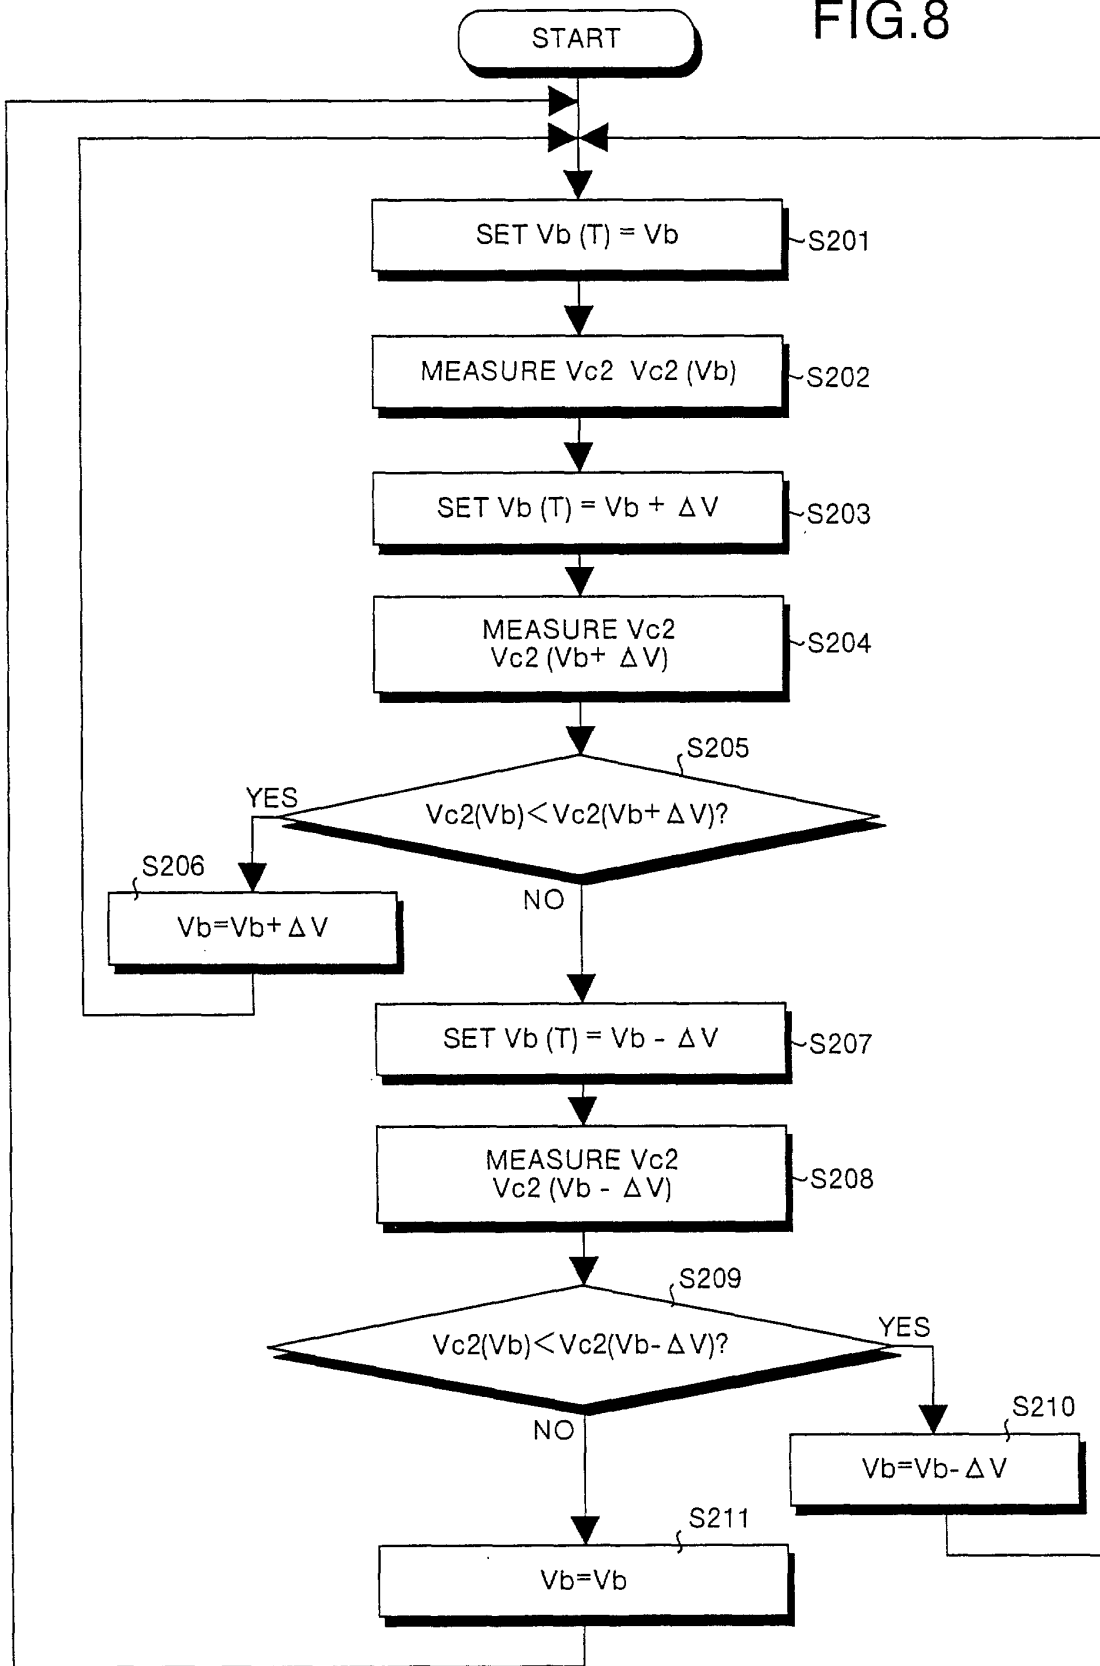 FIG.8
START
SET Vb (T) = Vb
S201
MEASURE Vc2 Vc2 (Vb)
S202
SET Vb (T) = Vb + ΔV
S203
MEASURE Vc2
Vc2 (Vb+ ΔV)
S204
S205
Vc2(Vb)<Vc2(Vb+ ΔV)?
YES
NO
S206
Vb=Vb+ ΔV
SET Vb (T) = Vb - ΔV
S207
MEASURE Vc2
Vc2 (Vb - ΔV)
S208
S209
Vc2(Vb)<Vc2(Vb- ΔV)?
YES
NO
S210
Vb=Vb- ΔV
S211
Vb=Vb